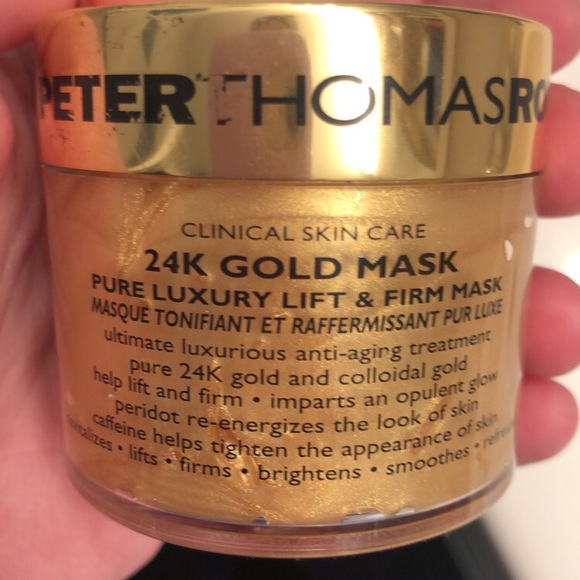 PETER THOMAS RO
CLINICAL SKIN CARE
24K GOLD MASK
PURE LUXURY LIFT & FIRM MASK
MASQUE TONIFIANT ET RAFFERMISSANT PUR LUXE
ultimate luxurious anti-aging treatment
pure 24K gold and colloidal gold
help lift and firm • imparts an opulent glow
peridot re-energizes the look of skin
caffeine helps tighten the appearance of skin
• lifts • firms • brightens • smoothes •